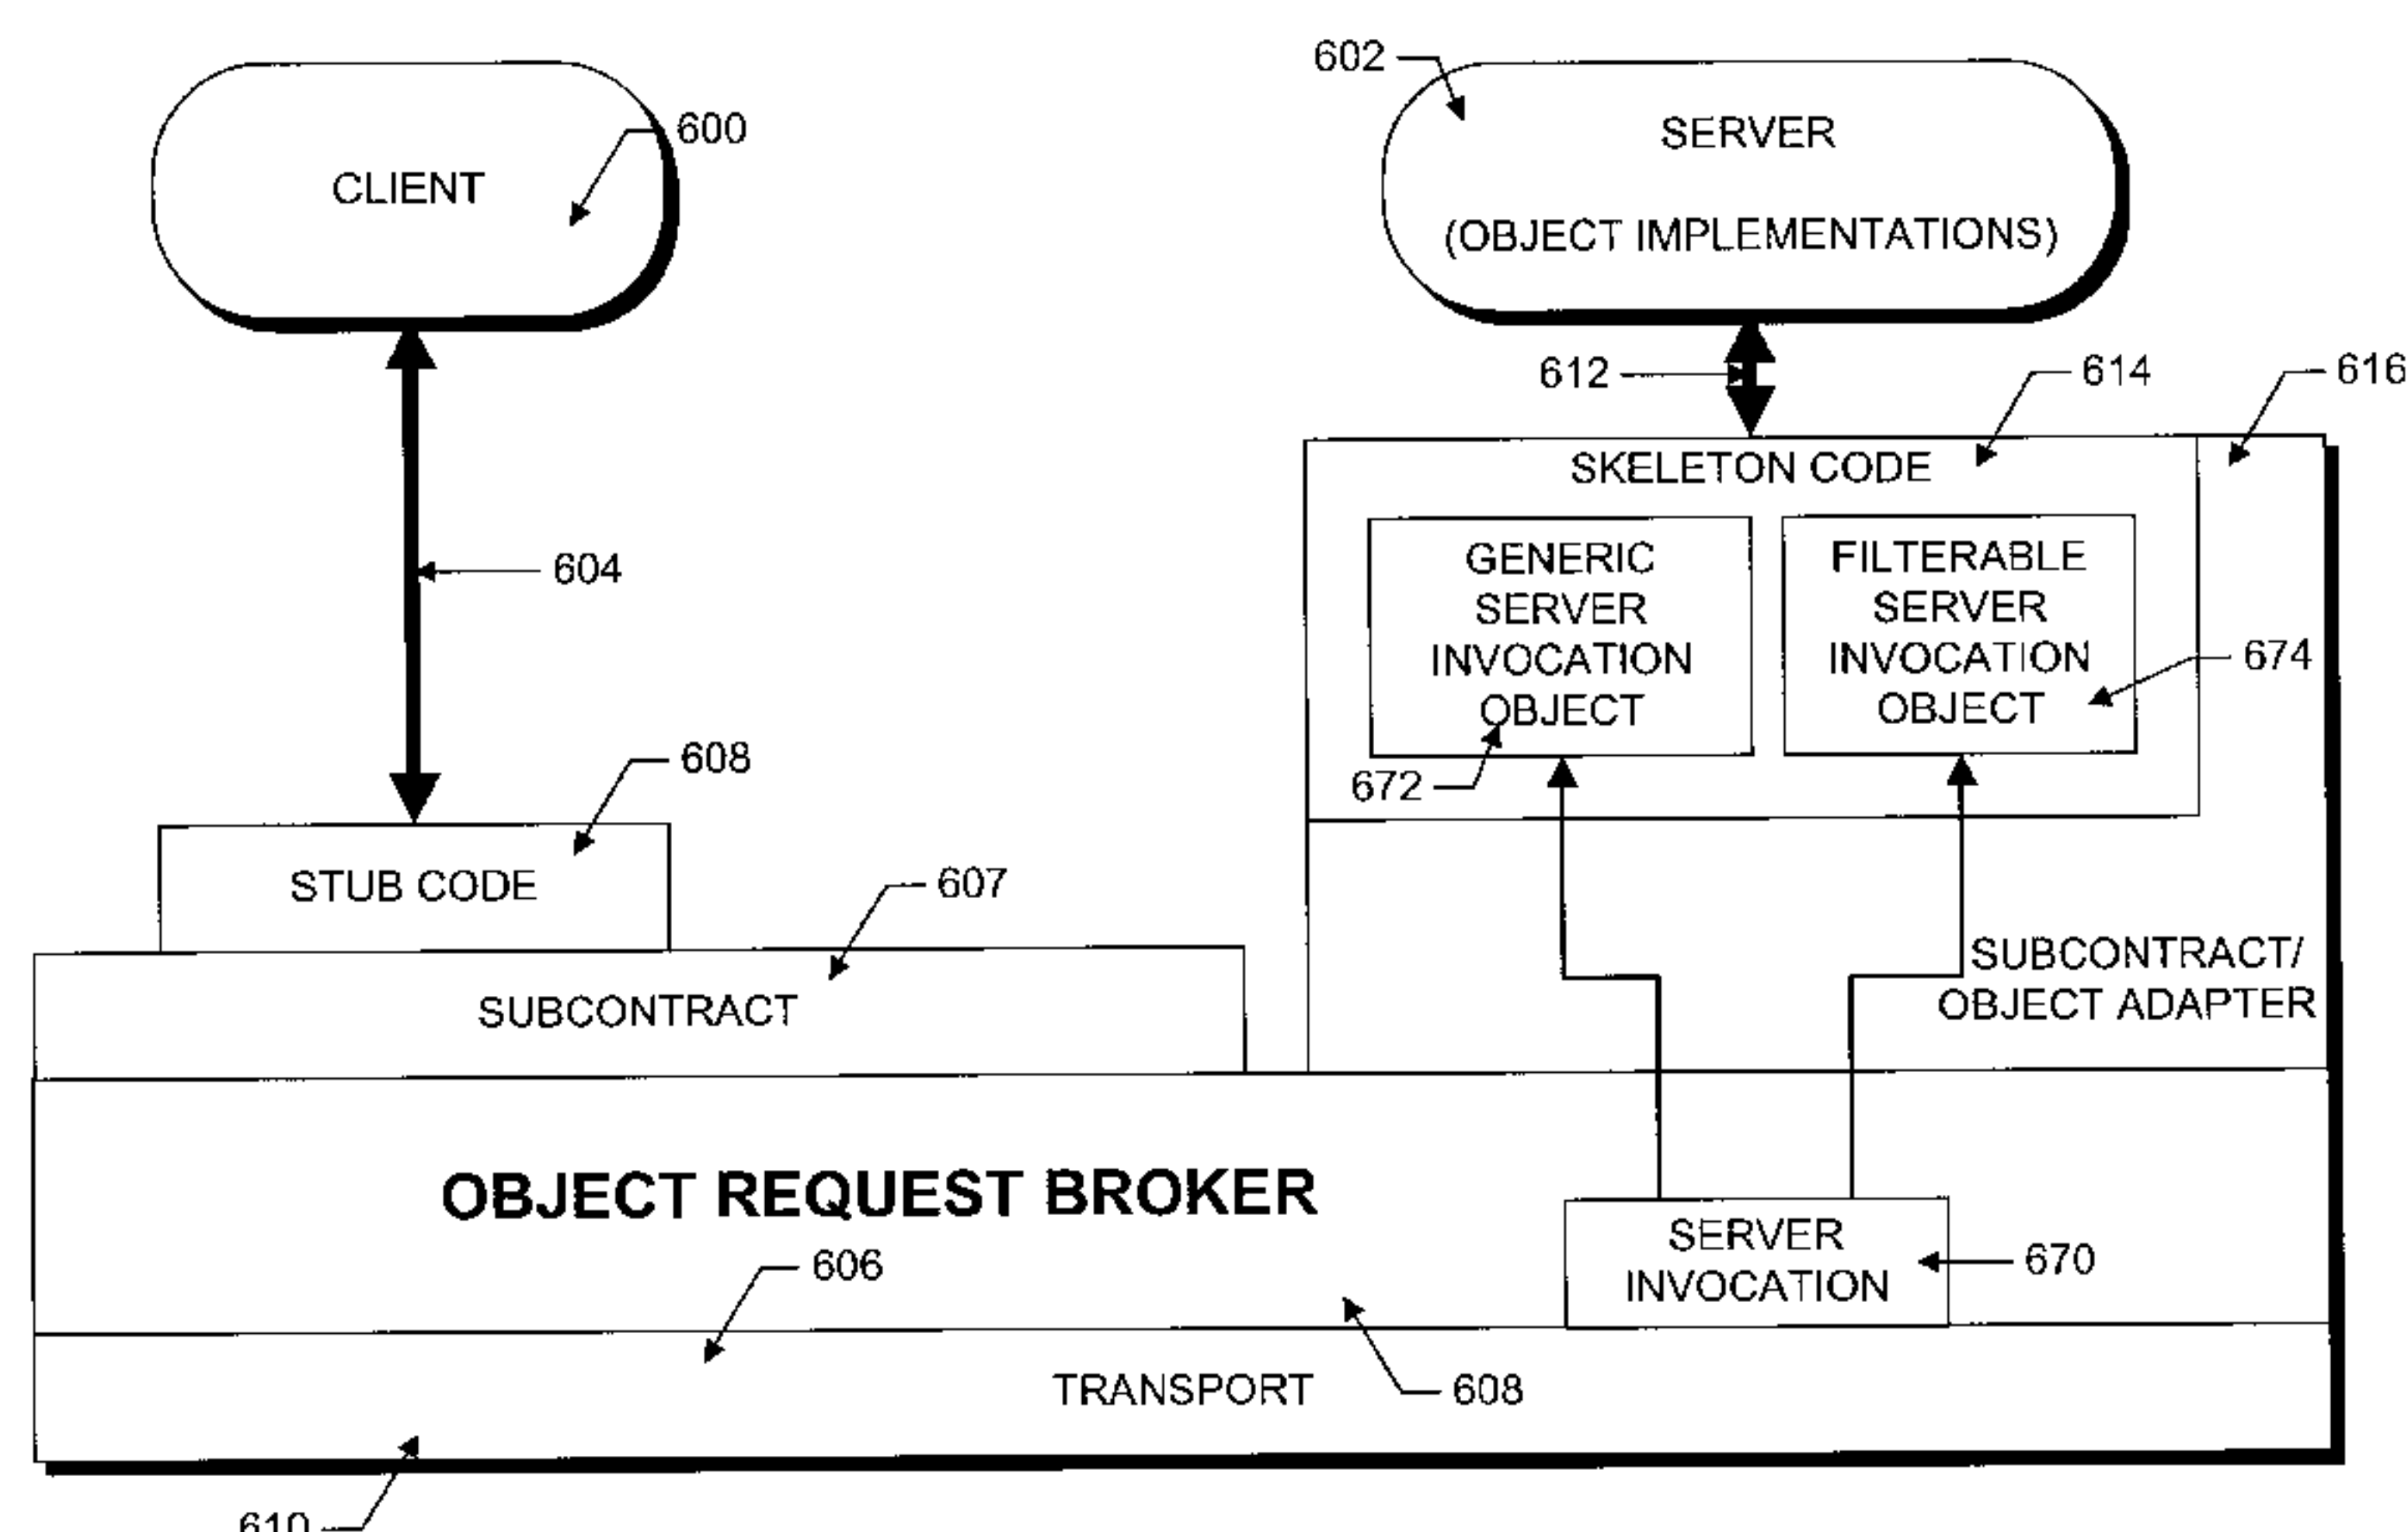 602
SERVER
(OBJECT IMPLEMENTATIONS)
600
CLIENT
612
614
616
SKELETON CODE
GENERIC
SERVER
INVOCATION
OBJECT
FILTERABLE
SERVER
INVOCATION
OBJECT
674
672
604
608
STUB CODE
607
SUBCONTRACT
SUBCONTRACT/
OBJECT ADAPTER
OBJECT REQUEST BROKER
606
SERVER
INVOCATION
670
TRANSPORT
608
610